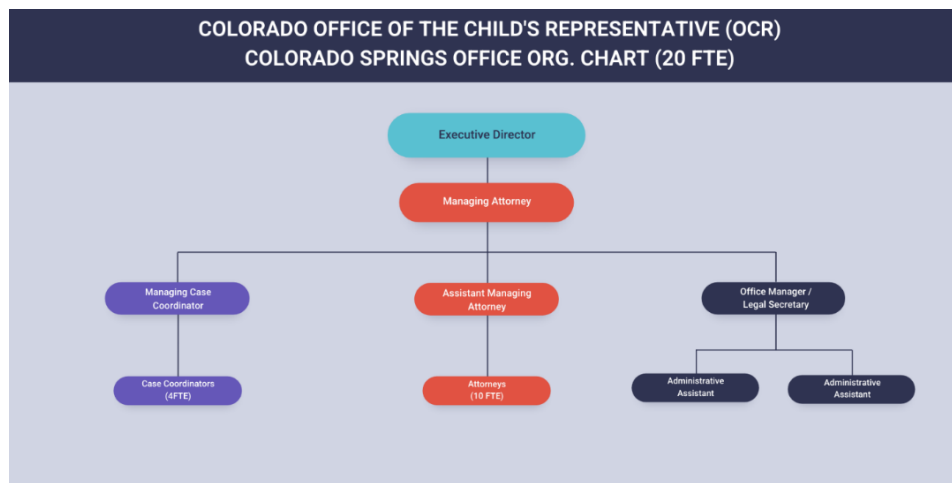 COLORADO OFFICE OF THE CHILD'S REPRESENTATIVE (OCR)
COLORADO SPRINGS OFFICE ORG. CHART (20 FTE)
Executive Director
Managing Attorney
Managing Case
Coordinator
Assistant Managing
Attorney
Office Manager /
Legal Secretary
Case Coordinators
(4FTE)
Attorneys
(10 FTE)
Administrative
Assistant
Administrative
Assistant